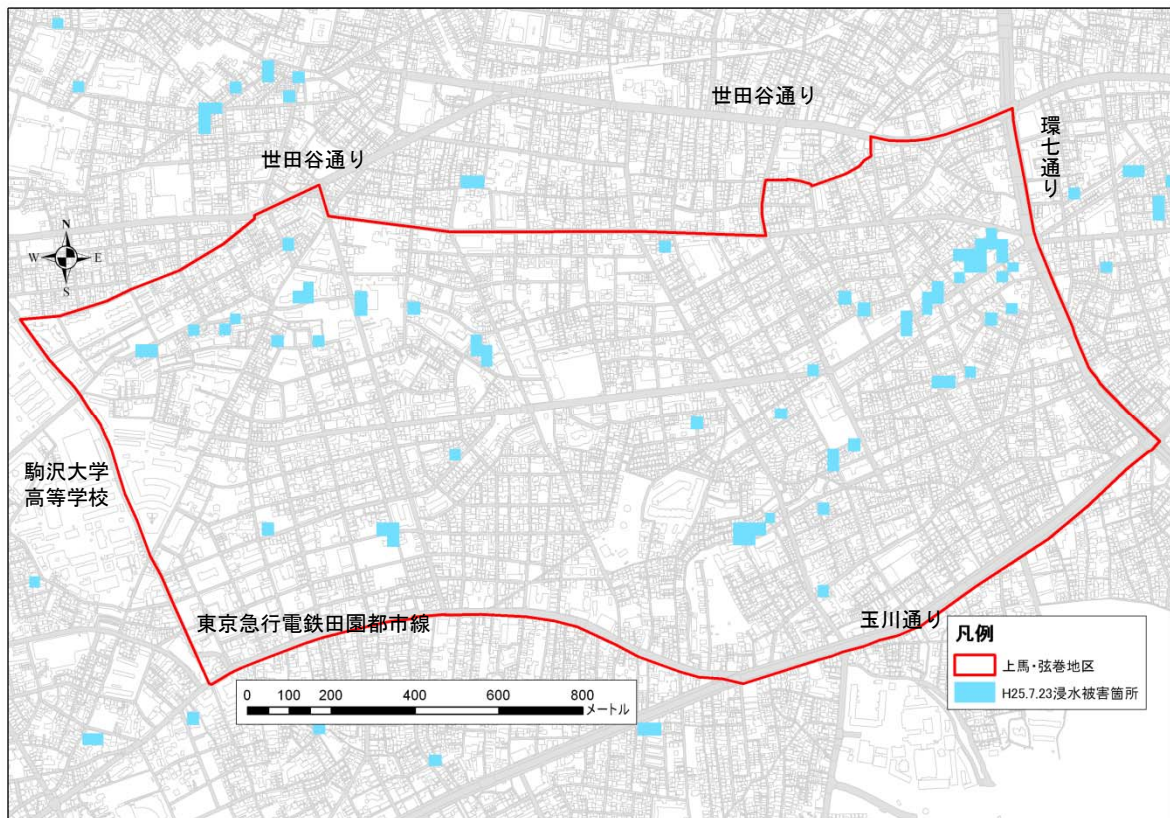 世田谷通り
環七通り
世田谷通り
N
W
E
S
駒沢大学
高等学校
東京急行電鉄田園都市線
玉川通り
凡例
上馬・弦巻地区
H25.7.23浸水被害箇所
0 100 200 400 600 800
メートル